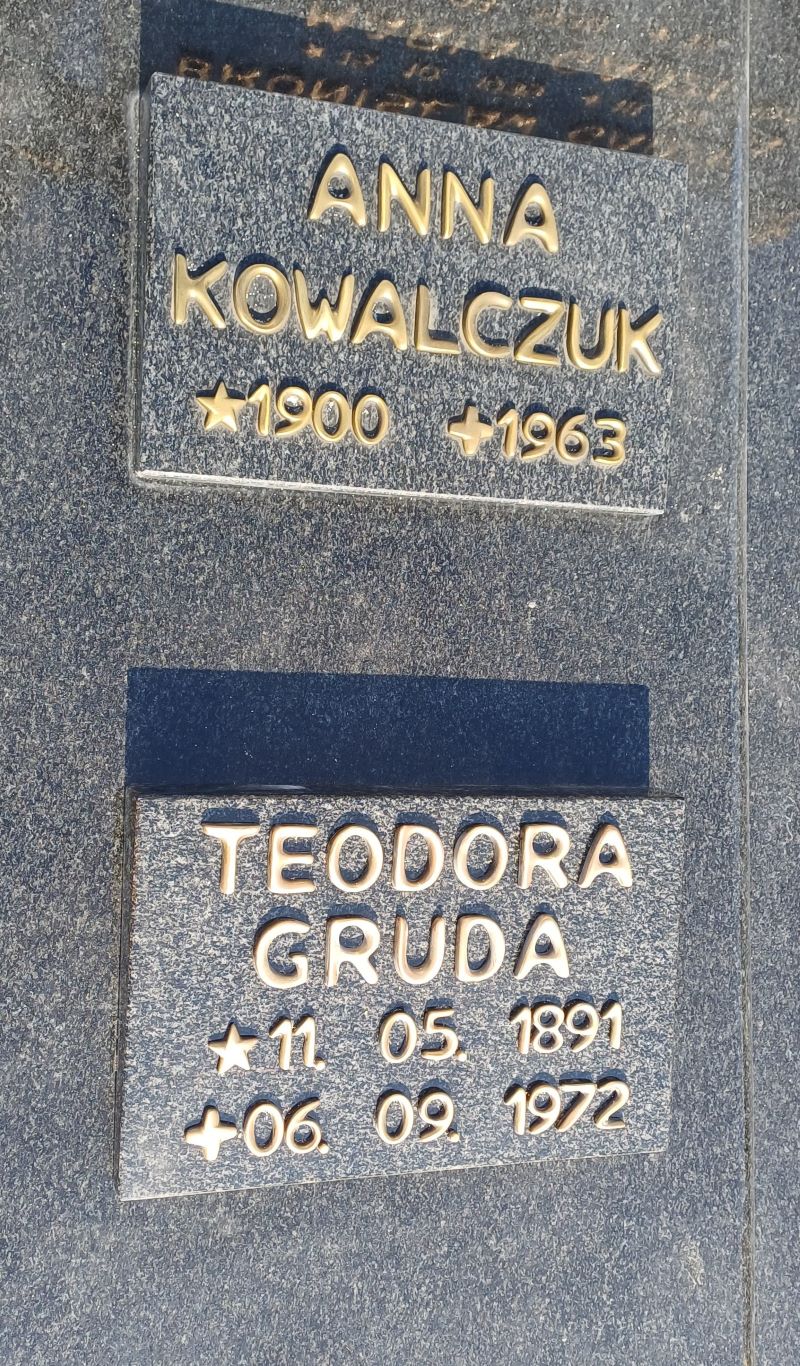 ANNA
KOWALCZUK
★1900 +1963
TEODORA
GRUDA
★11. 05. 1891
+06. 09. 1972